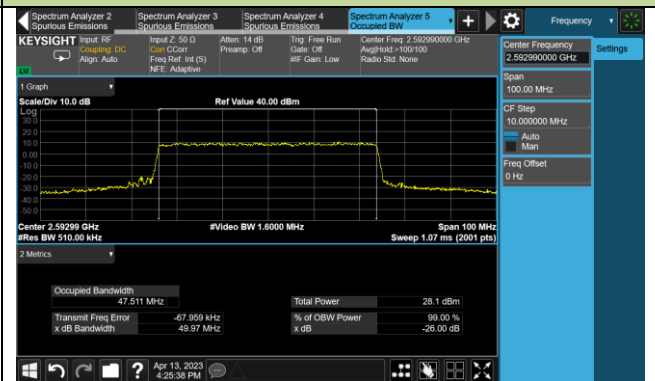 Spectrum Analyzer 2
Spurious Emissions
Spectrum Analyzer 3
Spurious Emissions
Spectrum Analyzer 4
Spurious Emissions
Spectrum Analyzer 5
Occupied BW
Frequency
KEYSIGHT
Input: RF
Coupling: DC
Align: Auto
Input Z: 50 Ω
Corr CCorr
Freq Ref: Int (S)
NFE: Adaptive
Atten: 14 dB
Preamp: Off
Trig: Free Run
Gate: Off
#IF Gain: Low
Center Freq: 2.592990000 GHz
Avg|Hold:>100/100
Radio Std: None
Center Frequency
2.592990000 GHz
Settings
Span
100.00 MHz
CF Step
10.000000 MHz
Auto
Man
Freq Offset
0 Hz
1 Graph
Scale/Div 10.0 dB
Ref Value 40.00 dBm
Log
30.0
20.0
10.0
0.00
-10.0
-20.0
-30.0
-40.0
-50.0
Center 2.59299 GHz
#Video BW 1.6000 MHz
Span 100 MHz
#Res BW 510.00 kHz
Sweep 1.07 ms (2001 pts)
2 Metrics
Occupied Bandwidth
47.511 MHz
Total Power
28.1 dBm
Transmit Freq Error
-67.959 kHz
% of OBW Power
99.00 %
x dB Bandwidth
49.97 MHz
x dB
-26.00 dB
Apr 13, 2023
4:25:38 PM